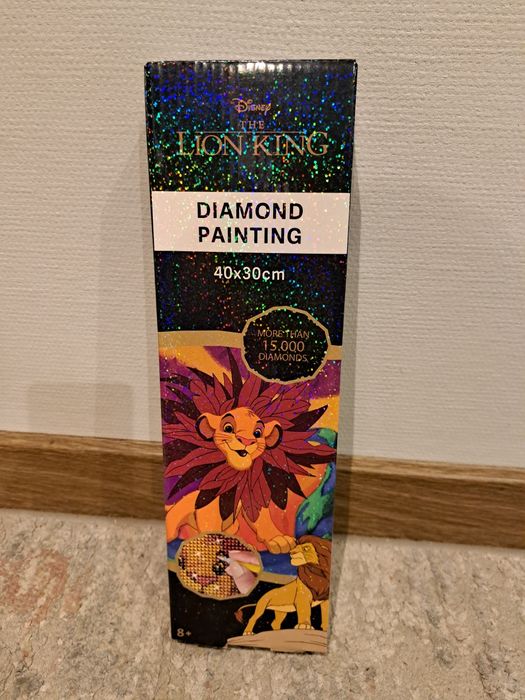 Disney
THE
LION KING
DIAMOND
PAINTING
40x30cm
MORE THAN
15.000
DIAMONDS
8+